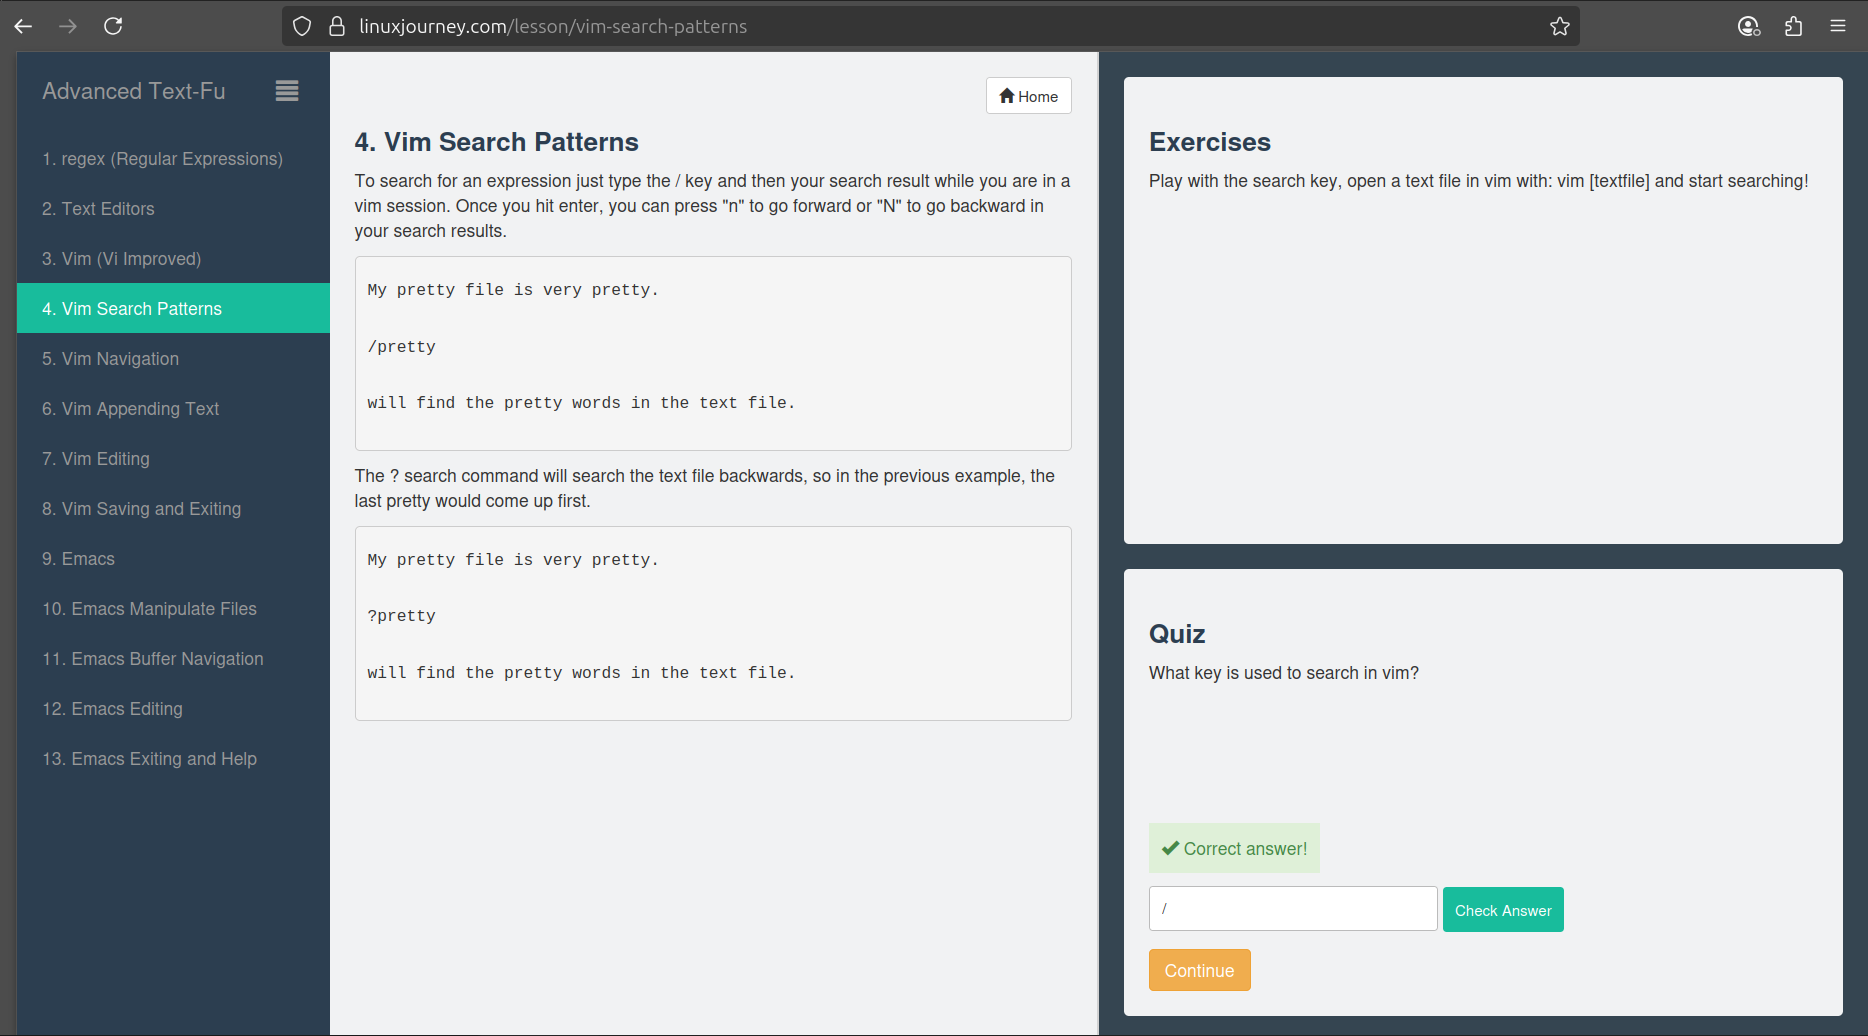 linuxjourney.com/lesson/vim-search-patterns
Advanced Text-Fu
1. regex (Regular Expressions)
2. Text Editors
3. Vim (Vi Improved)
4. Vim Search Patterns
5. Vim Navigation
6. Vim Appending Text
7. Vim Editing
8. Vim Saving and Exiting
9. Emacs
10. Emacs Manipulate Files
11. Emacs Buffer Navigation
12. Emacs Editing
13. Emacs Exiting and Help
Home
4. Vim Search Patterns
To search for an expression just type the / key and then your search result while you are in a
vim session. Once you hit enter, you can press "n" to go forward or "N" to go backward in
your search results.
My pretty file is very pretty.
/pretty
will find the pretty words in the text file.
The ? search command will search the text file backwards, so in the previous example, the
last pretty would come up first.
My pretty file is very pretty.
?pretty
will find the pretty words in the text file.
Exercises
Play with the search key, open a text file in vim with: vim [textfile] and start searching!
Quiz
What key is used to search in vim?
Correct answer!
/
Check Answer
Continue